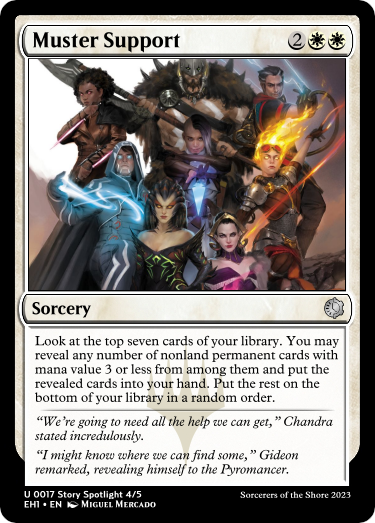 Muster Support 2
Sorcery
Look at the top seven cards of your library. You may
reveal any number of nonland permanent cards with
mana value 3 or less from among them and put the
revealed cards into your hand. Put the rest on the
bottom of your library in a random order.
“We’re going to need all the help we can get,” Chandra
stated incredulously.
“I might know where we can find some,” Gideon
remarked, revealing himself to the Pyromancer.
U 0017 Story Spotlight 4/5
EH1 • EN Miguel Mercado
Sorcerers of the Shore 2023